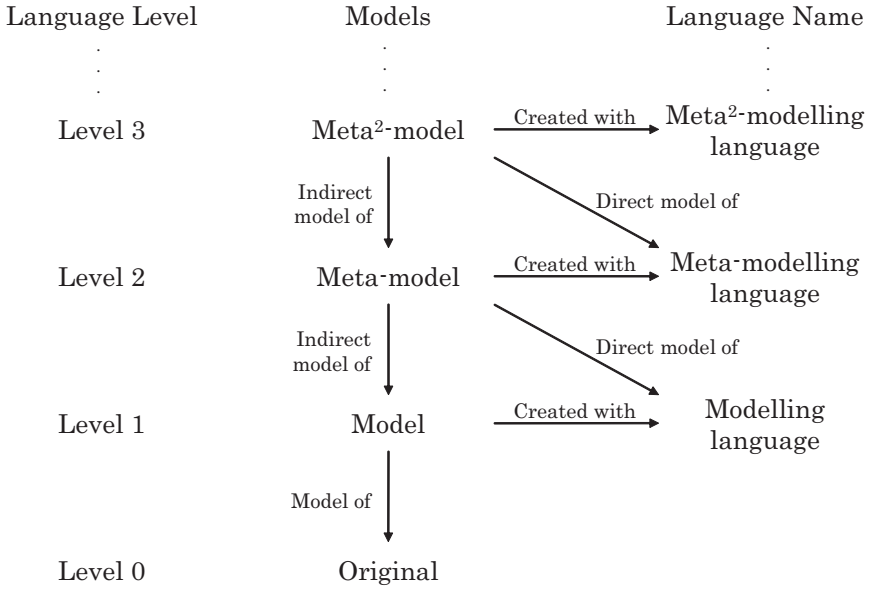 Language Level Models Language Name
. . .
. . .
. . .
Level 3 Meta²-model Created with Meta²-modelling
language
Indirect
model of Direct model of
Level 2 Meta-model Created with Meta-modelling
language
Indirect
model of Direct model of
Level 1 Model Created with Modelling
language
Model of
Level 0 Original